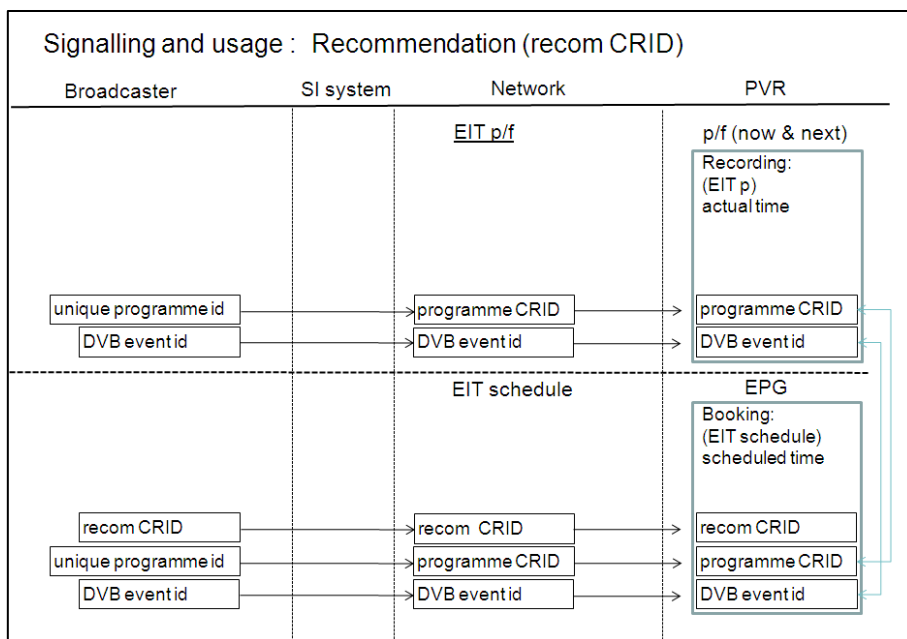 Signalling and usage : Recommendation (recom CRID)
Broadcaster SI system Network PVR
EIT p/f p/f (now & next)
Recording:
(EIT p)
actual time
unique programme id programme CRID programme CRID
DVB event id DVB event id DVB event id
EIT schedule EPG
Booking:
(EIT schedule)
scheduled time
recom CRID recom CRID recom CRID
unique programme id programme CRID programme CRID
DVB event id DVB event id DVB event id